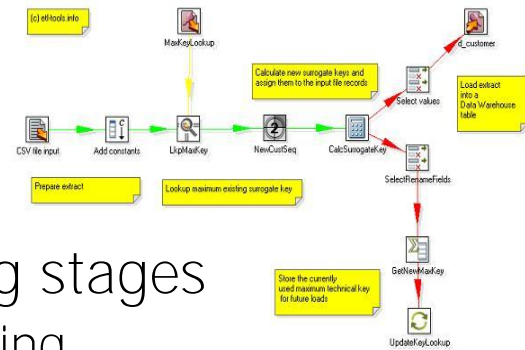 (c) etl-tools.info
MaxKeyLookup
d_customer
Calculate new surrogate keys and
assign them to the input file records
Select values
Load extract
into a
Data Warehouse
table
CSV file input
Add constants
LkpMaxKey
NewCustSeq
CalcSurrogateKey
SelectRenameFields
Prepare extract
Lookup maximum existing surrogate key
g stages
ing
GetNewMaxKey
Store the currently
used maximum technical key
for future loads
UpdateKeyLookup